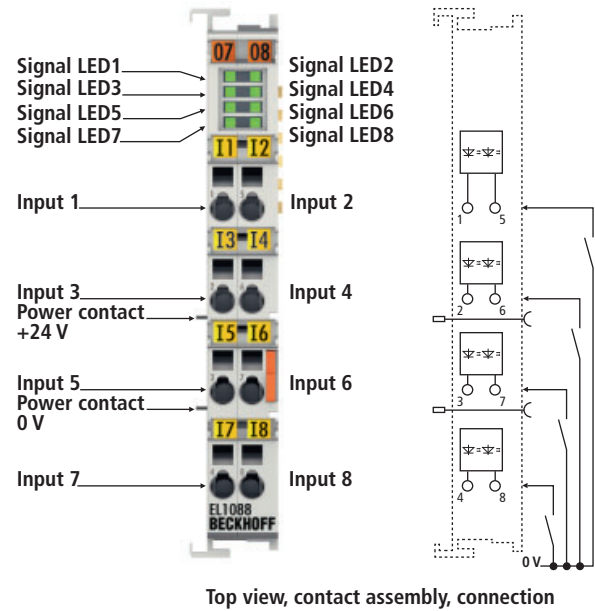 07 08
Signal LED1
Signal LED2
Signal LED3
Signal LED4
Signal LED5
Signal LED6
Signal LED7
Signal LED8
I1 I2
Input 1
Input 2
1 5
I3 I4
Input 3
Input 4
Power contact
+24 V
2 6
I5 I6
Input 5
Input 6
Power contact
0 V
3 7
I7 I8
Input 7
Input 8
4 8
EL1088
BECKHOFF
0 V
Top view, contact assembly, connection